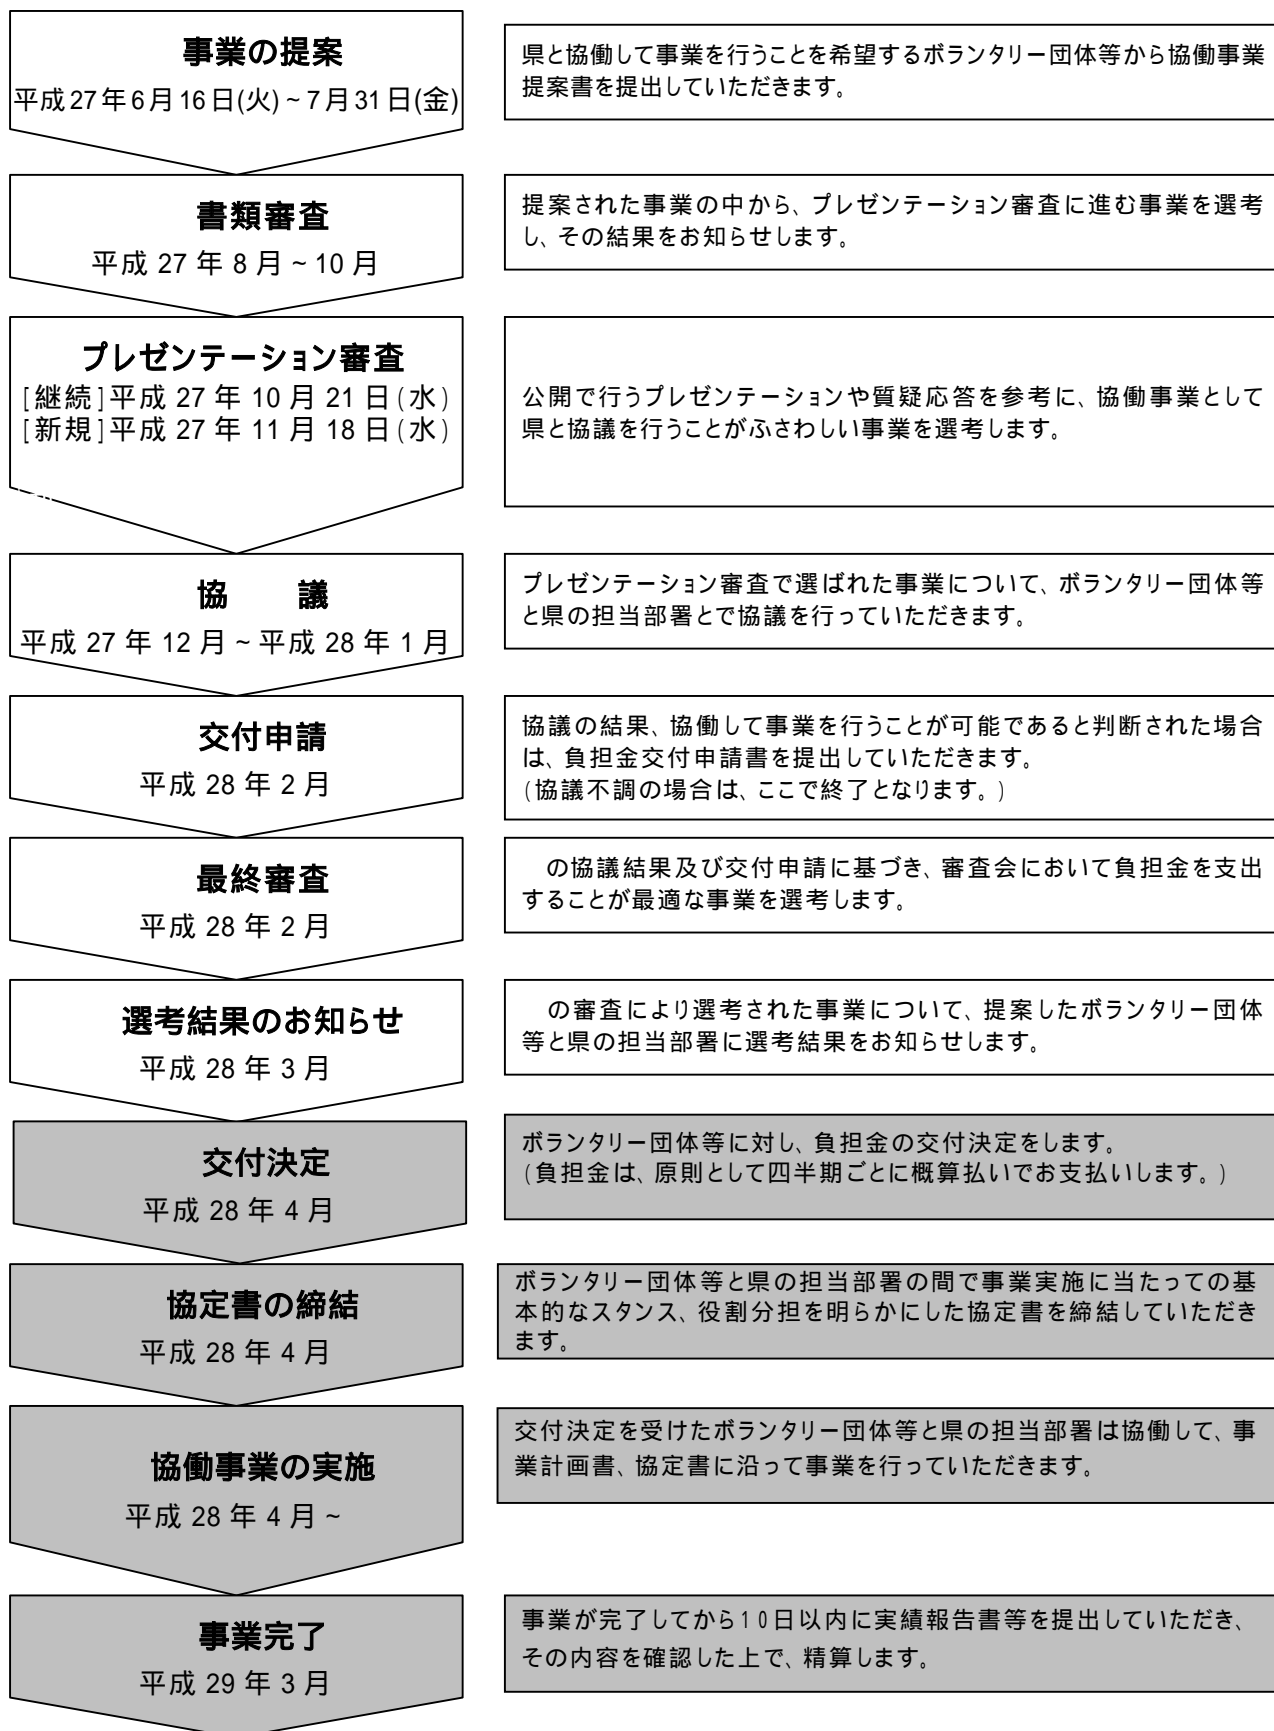 事業の提案
平成27年6月16日(火)~7月31日(金)
県と協働して事業を行うことを希望するボランタリー団体等から協働事業
提案書を提出していただきます。
書類審査
平成 27 年 8 月~10 月
提案された事業の中から、プレゼンテーション審査に進む事業を選考
し、その結果をお知らせします。
プレゼンテーション審査
[継続]平成 27 年 10 月 21 日(水)
[新規]平成 27 年 11 月 18 日(水)
公開で行うプレゼンテーションや質疑応答を参考に、協働事業として
県と協議を行うことがふさわしい事業を選考します。
協　議
平成 27 年 12 月~平成 28 年 1 月
プレゼンテーション審査で選ばれた事業について、ボランタリー団体等
と県の担当部署とで協議を行っていただきます。
交付申請
平成 28 年 2 月
協議の結果、協働して事業を行うことが可能であると判断された場合
は、負担金交付申請書を提出していただきます。
(協議不調の場合は、ここで終了となります。)
最終審査
平成 28 年 2 月
の協議結果及び交付申請に基づき、審査会において負担金を支出
することが最適な事業を選考します。
選考結果のお知らせ
平成 28 年 3 月
の審査により選考された事業について、提案したボランタリー団体
等と県の担当部署に選考結果をお知らせします。
交付決定
平成 28 年 4 月
ボランタリー団体等に対し、負担金の交付決定をします。
(負担金は、原則として四半期ごとに概算払いでお支払いします。)
協定書の締結
平成 28 年 4 月
ボランタリー団体等と県の担当部署の間で事業実施に当たっての基
本的なスタンス、役割分担を明らかにした協定書を締結していただき
ます。
協働事業の実施
平成 28 年 4 月~
交付決定を受けたボランタリー団体等と県の担当部署は協働して、事
業計画書、協定書に沿って事業を行っていただきます。
事業完了
平成 29 年 3 月
事業が完了してから10日以内に実績報告書等を提出していただき、
その内容を確認した上で、精算します。